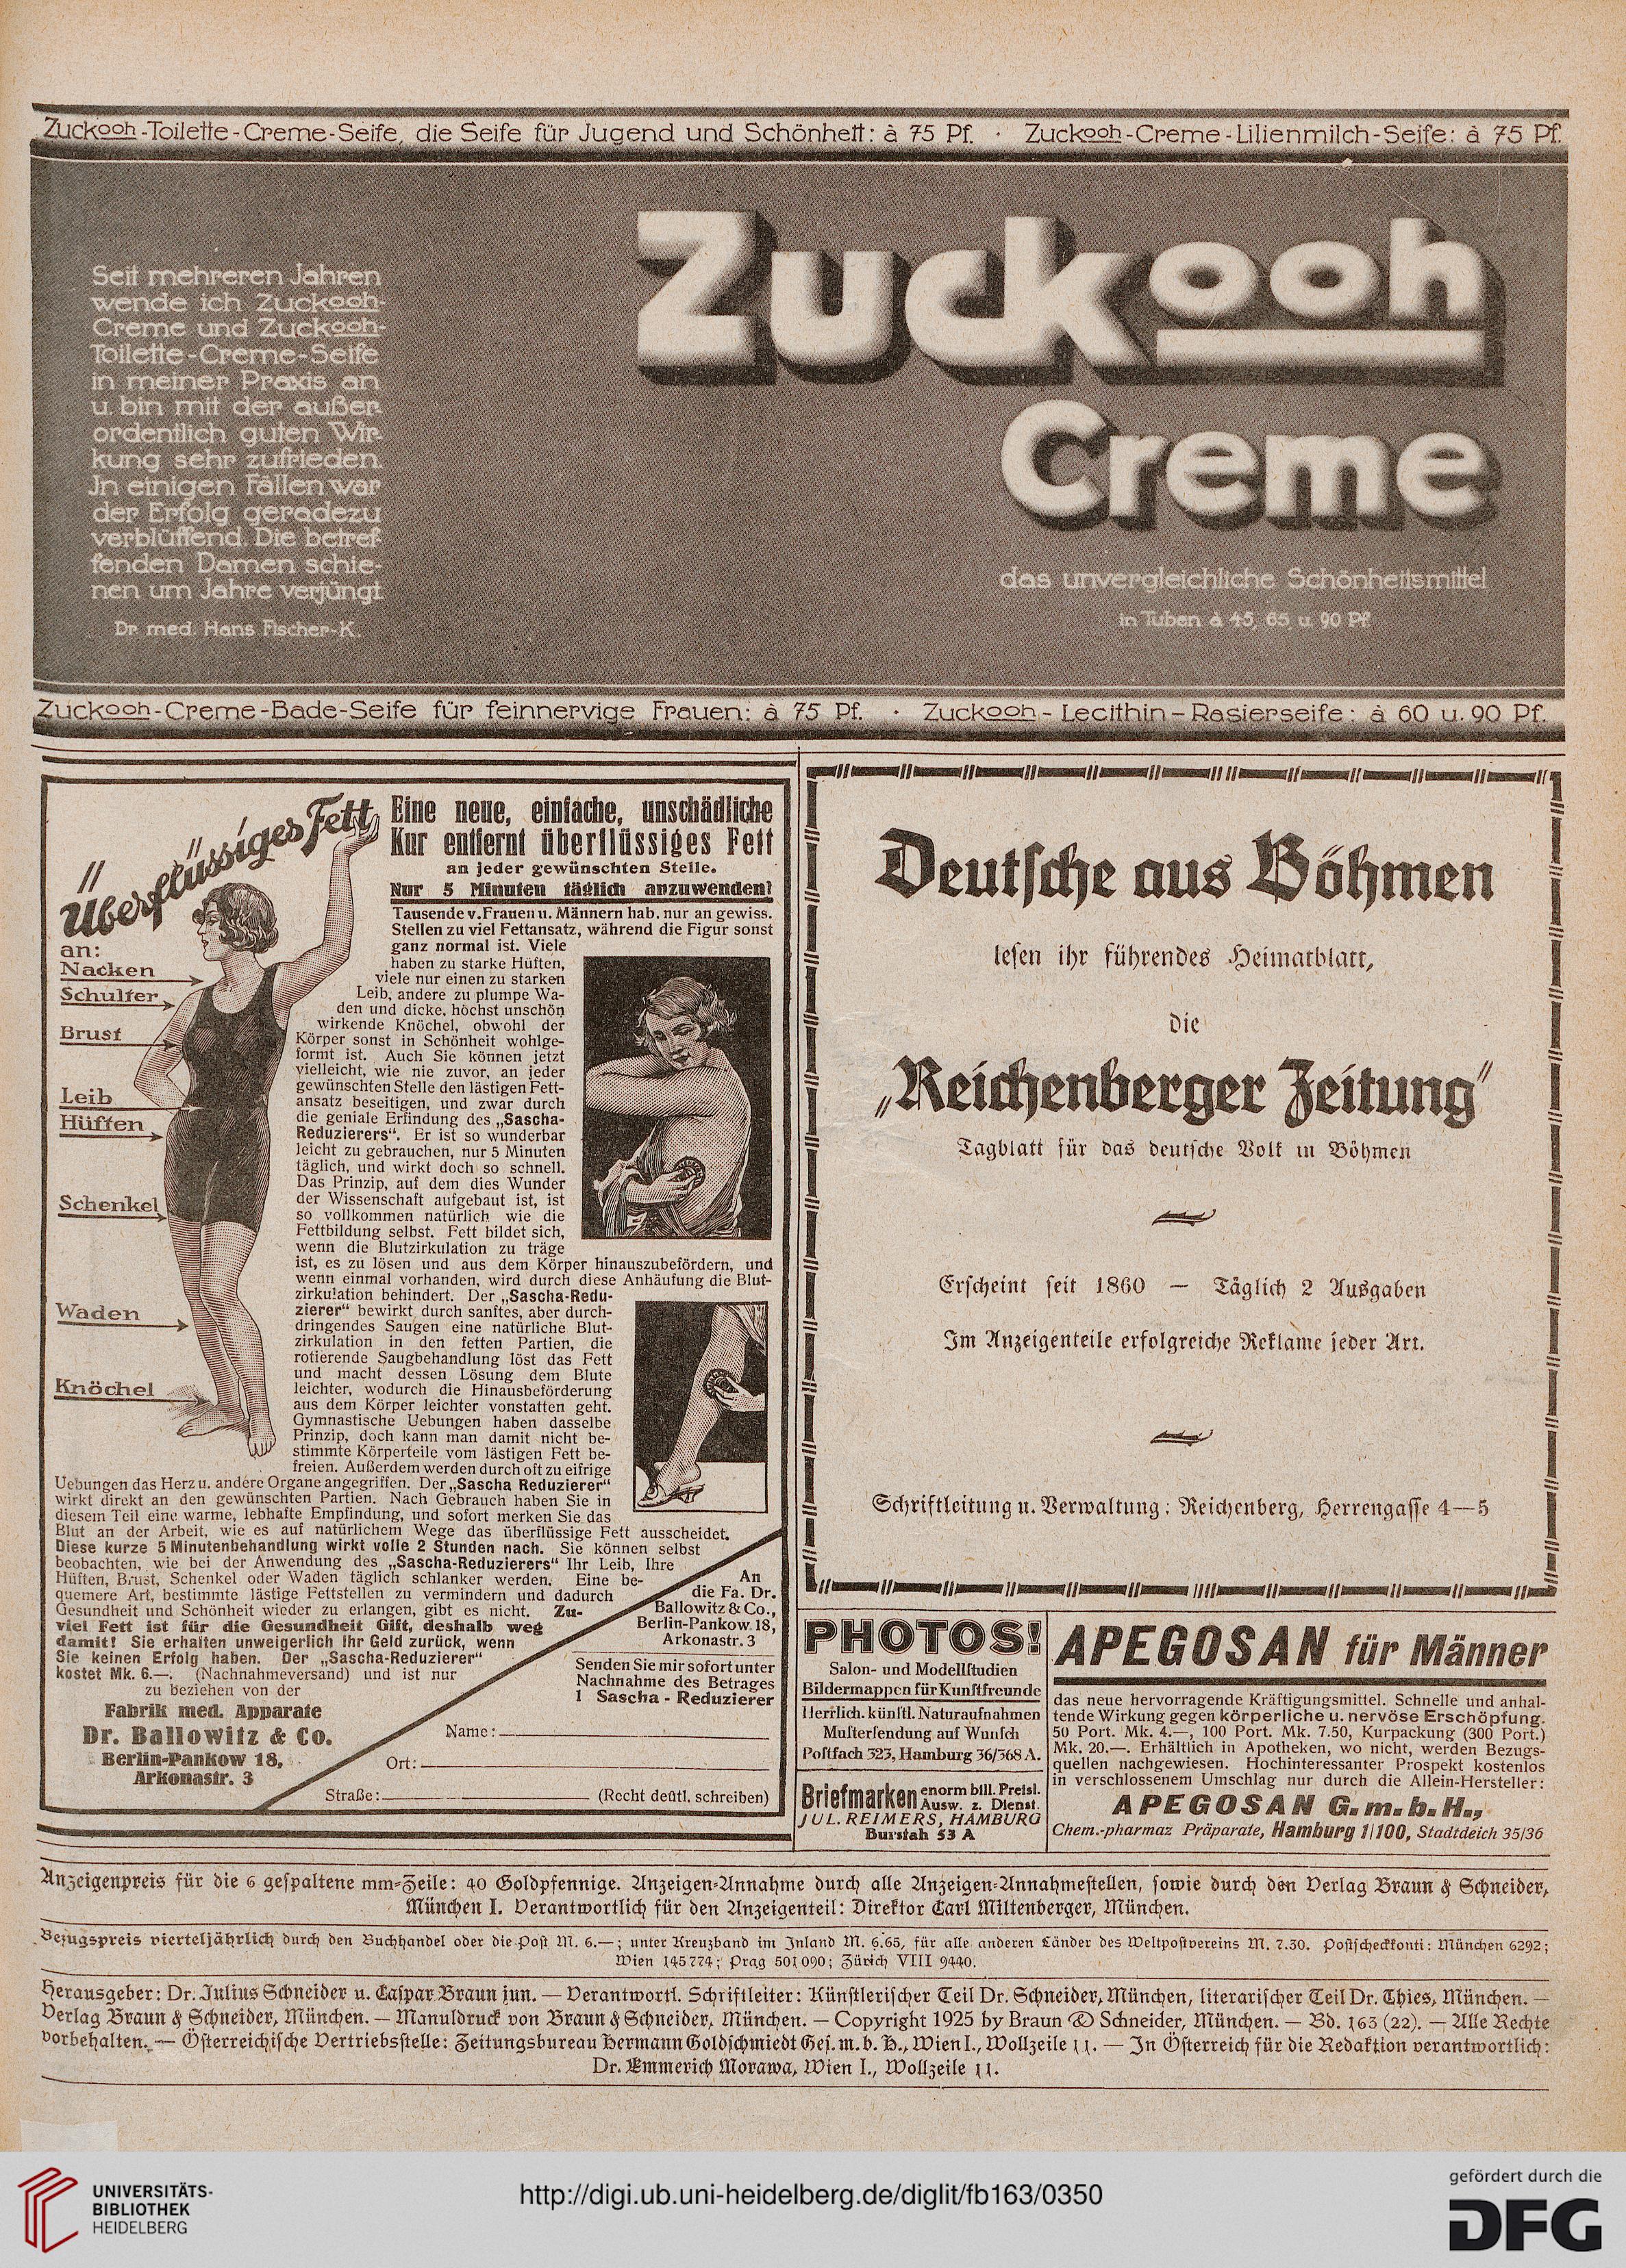 Zuckooh-Toilette-Creme-Seife, die Seife für Jugend und Schönheit: à 75 Pf. · Zuckooh-Creme-Lilienmilch-Seife: à 75 Pf.
Seit mehreren Jahren
wende ich Zuckooh-
Creme und Zuckooh-
Toilette-Creme-Seife
in meiner Praxis an
u. bin mit der außer
ordentlich guten Wir-
kung sehr zufrieden.
Jn einigen Fällen war
der Erfolg geradezu
verblüffend. Die betref-
fenden Damen schie-
nen um Jahre verjüngt.
Dr. med. Hans Fischer-K.
Zuckooh
Creme
das unvergleichliche Schönheitsmittel
in Tuben à 45, 65 u. 90 Pf.
Zuckooh-Creme-Bade-Seife für feinnervige Frauen: à 75 Pf. · Zuckooh-Lecithin-Rasierseife: à 60 u. 90 Pf.
Überflüssiges Fett
an:
Nacken
Schulter
Brust
Leib
Hüften
Schenkel
Waden
Knöchel
Eine neue, einfache, unschädliche
Kur entfernt überflüssiges Fett
an jeder gewünschten Stelle.
Nur 5 Minuten täglich anzuwenden!
Tausende v. Frauen u. Männern hab. nur an gewiss.
Stellen zu viel Fettansatz, während die Figur sonst
ganz normal ist. Viele
haben zu starke Hüften,
viele nur einen zu starken
Leib, andere zu plumpe Wa-
den und dicke, höchst unschön
wirkende Knöchel, obwohl der
Körper sonst in Schönheit wohlge-
formt ist. Auch Sie können jetzt
vielleicht, wie nie zuvor, an jeder
gewünschten Stelle den lästigen Fett-
ansatz beseitigen, und zwar durch
die geniale Erfindung des „Sascha-
Reduzierers“. Er ist so wunderbar
leicht zu gebrauchen, nur 5 Minuten
täglich, und wirkt doch so schnell.
Das Prinzip, auf dem dies Wunder
der Wissenschaft aufgebaut ist, ist
so vollkommen natürlich wie die
Fettbildung selbst. Fett bildet sich,
wenn die Blutzirkulation zu träge
ist, es zu lösen und aus dem Körper hinauszubefördern, und
wenn einmal vorhanden, wird durch diese Anhäufung die Blut-
zirkulation behindert. Der „Sascha-Redu-
zierer“ bewirkt durch sanftes, aber durch-
dringendes Saugen eine natürliche Blut-
zirkulation in den fetten Partien, die
rotierende Saugbehandlung löst das Fett
und macht dessen Lösung dem Blute
leichter, wodurch die Hinausbeförderung
aus dem Körper leichter vonstatten geht.
Gymnastische Uebungen haben dasselbe
Prinzip, doch kann man damit nicht be-
stimmte Körperteile vom lästigen Fett be-
freien. Außerdem werden durch oft zu eifrige
Uebungen das Herz u. andere Organe angegriffen. Der „Sascha Reduzierer“
wirkt direkt an den gewünschten Partien. Nach Gebrauch haben Sie in
diesem Teil eine warme, lebhafte Empfindung, und sofort merken Sie das
Blut an der Arbeit, wie es auf natürlichem Wege das überflüssige Fett ausscheidet.
Diese kurze 5 Minutenbehandlung wirkt volle 2 Stunden nach. Sie können selbst
beobachten, wie bei der Anwendung des „Sascha-Reduzierers“ Ihr Leib, Ihre
Hüften, Brust, Schenkel oder Waden täglich schlanker werden. Eine be-
quemere Art, bestimmte lästige Fettstellen zu vermindern und dadurch
Gesundheit und Schönheit wieder zu erlangen, gibt es nicht. Zu-
viel Fett ist für die Gesundheit Gift, deshalb weg
damit! Sie erhalten unweigerlich Ihr Geld zurück, wenn
Sie keinen Erfolg haben. Der „Sascha-Reduzierer“
kostet Mk. 6.—. (Nachnahmeversand) und ist nur
zu beziehen von der
Fabrik med. Apparate
Dr. Ballowitz & Co.
Berlin-Pankow 18,
Arkonastr. 3
An
die Fa. Dr.
Ballowitz & Co.,
Berlin-Pankow 18,
Arkonastr. 3
Senden Sie mir sofort unter
Nachnahme des Betrages
1 Sascha-Reduzierer
Name:
Ort:
Straße: (Recht deutl. schreiben)
Deutsche aus Böhmen
lesen ihr führendes Heimatblatt,
die
„Reichenberger Zeitung“
Tagblatt für das deutsche Volk in Böhmen
Erscheint seit 1860 — Täglich 2 Ausgaben
Im Anzeigenteile erfolgreiche Reklame jeder Art.
Schriftleitung u. Verwaltung: Reichenberg, Herrengasse 4—5
PHOTOS!
Salon- und Modellstudien
Bildermappen für Kunstfreunde
Herrlich. künstl. Naturaufnahmen
Mustersendung auf Wunsch
Postfach 323, Hamburg 36/368 A.
Briefmarken enorm bill. Preisl.
Ausw. z. Dienst.
JUL. REIMERS, HAMBURG
Burstah 53 A
APEGOSAN für Männer
das neue hervorragende Kräftigungsmittel. Schnelle und anhal-
tende Wirkung gegen körperliche u. nervöse Erschöpfung.
50 Port. Mk. 4.—, 100 Port. Mk. 7.50, Kurpackung (300 Port.)
Mk. 20.—. Erhältlich in Apotheken, wo nicht, werden Bezugs-
quellen nachgewiesen. Hochinteressanter Prospekt kostenlos
in verschlossenem Umschlag nur durch die Allein-Hersteller:
APEGOSAN G.m.b.H.,
Chem.-pharmaz Präparate, Hamburg 1/100, Stadtdeich 35/36
Anzeigenpreis für die 6 gespaltene mm-Zeile: 40 Goldpfennige. Anzeigen-Annahme durch alle Anzeigen-Annahmestellen, sowie durch den Verlag Braun & Schneider,
München I. Verantwortlich für den Anzeigenteil: Direktor Carl Miltenberger, München.
Bezugspreis vierteljährlich durch den Buchhandel oder die Post M. 6.—; unter Kreuzband im Inland M. 6.65, für alle anderen Länder des Weltpostvereins M. 7.30. Postscheckkonti: München 6292;
Wien 145774; Prag 501090; Zürich VIII 9440.
Herausgeber: Dr. Julius Schneider u. Caspar Braun jun. — Verantwortl. Schriftleiter: Künstlerischer Teil Dr. Schneider, München, literarischer Teil Dr. Thies, München. —
Verlag Braun & Schneider, München. — Manuldruck von Braun & Schneider, München. — Copyright 1925 by Braun & Schneider, München. — Bd. 163 (22). — Alle Rechte
vorbehalten. — Österreichische Vertriebsstelle: Zeitungsbureau Hermann Goldschmiedt Ges. m. b. H., Wien I., Wollzeile 11. — In Österreich für die Redaktion verantwortlich:
Dr. Emmerich Morawa, Wien I., Wollzeile 11.
UNIVERSITÄTS-
BIBLIOTHEK
HEIDELBERG
http://digi.ub.uni-heidelberg.de/diglit/fb163/0350
gefördert durch die
DFG